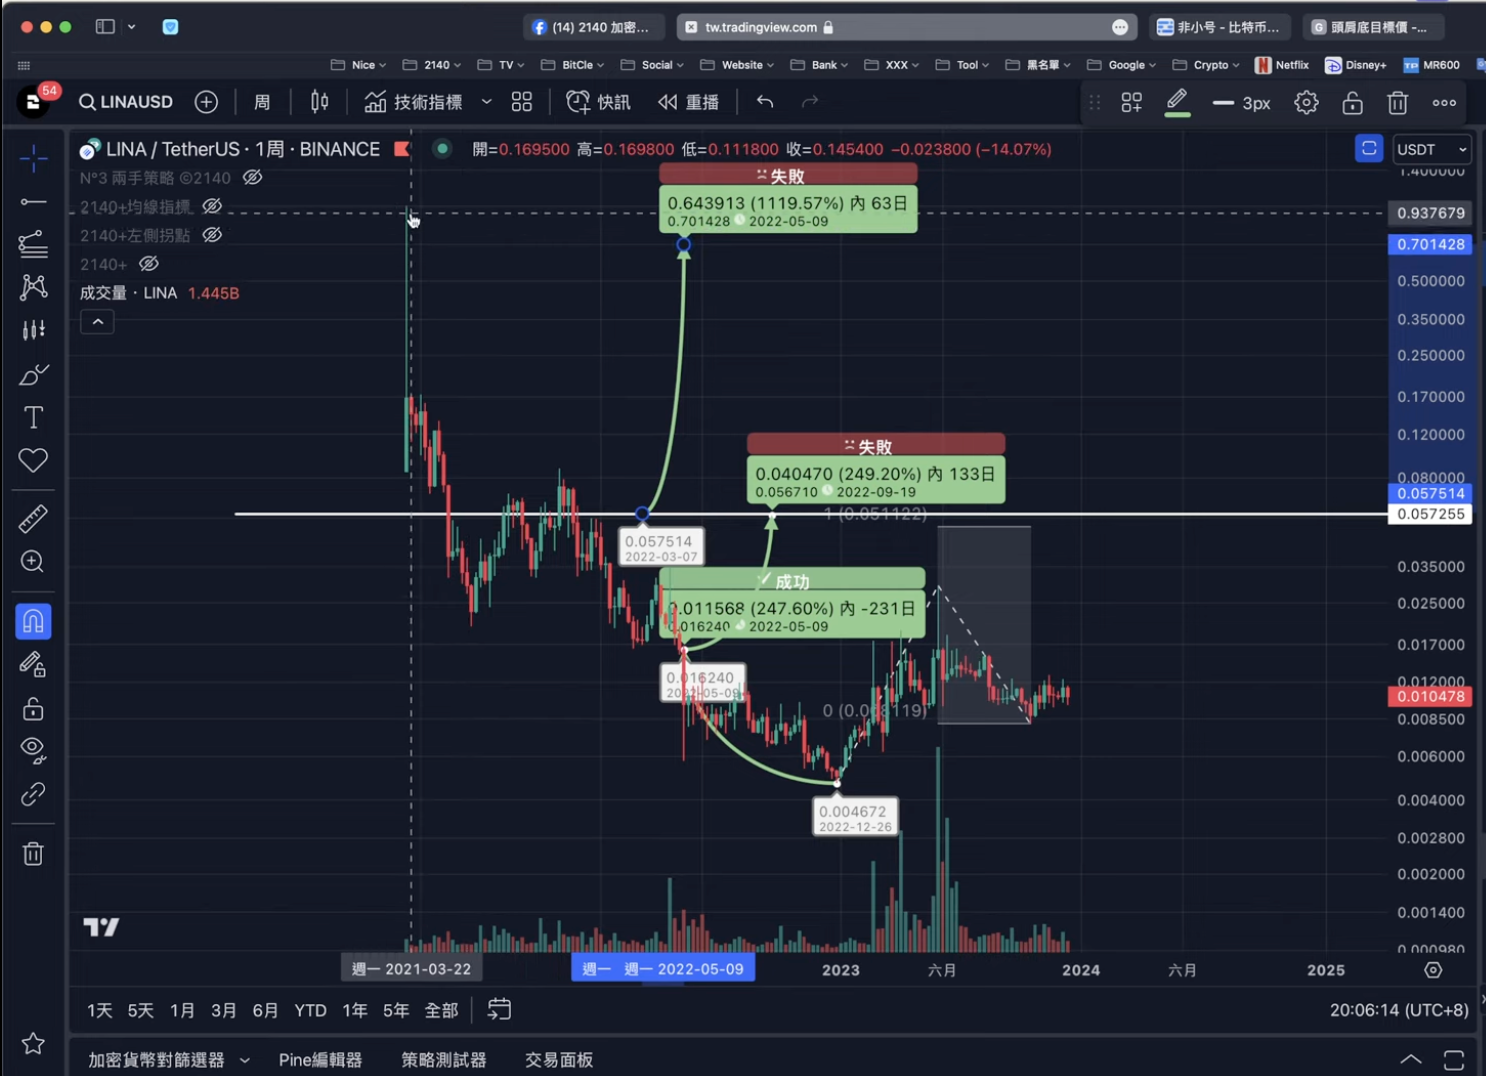 (14) 2140 加密...
tw.tradingview.com
非小号 - 比特币...
頭肩底目標價 -...
Nice
2140
TV
BitCle
Social
Website
Bank
XXX
Tool
黑名單
Google
Crypto
Netflix
Disney+
MR600
54
LINAUSD
周
技術指標
快訊
重播
3px
LINA / TetherUS · 1周 · BINANCE
開=0.169500 高=0.169800 低=0.111800 收=0.145400 −0.023800 (−14.07%)
USDT
N°3 兩手策略 ©2140
2140+均線指標
2140+左側拐點
2140+
成交量 · LINA 1.445B
失敗
0.643913 (1119.57%) 內 63日
0.701428 2022-05-09
失敗
0.040470 (249.20%) 內 133日
0.056710 2022-09-19
1 (0.051122)
0.057514
2022-03-07
成功
0.011568 (247.60%) 內 -231日
0.016240 2022-05-09
0.016240
2022-05-09
0.004672
2022-12-26
1.400000
0.937679
0.701428
0.500000
0.350000
0.250000
0.170000
0.120000
0.080000
0.057514
0.057255
0.035000
0.025000
0.017000
0.012000
0.010478
0.008500
0.006000
0.004000
0.002800
0.002000
0.001400
0.000980
週一 2021-03-22
週一 週一 2022-05-09
2023
六月
2024
六月
2025
1天 5天 1月 3月 6月 YTD 1年 5年 全部
20:06:14 (UTC+8)
加密貨幣對篩選器
Pine編輯器
策略測試器
交易面板